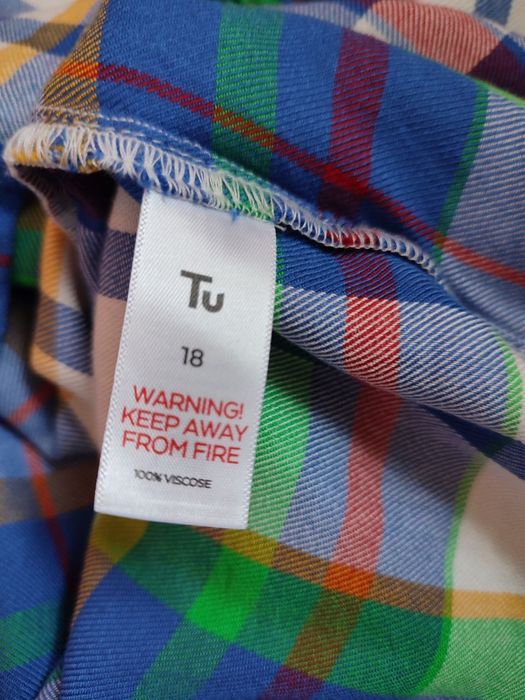 Tu
18
WARNING!
KEEP AWAY
FROM FIRE
100% VISCOSE